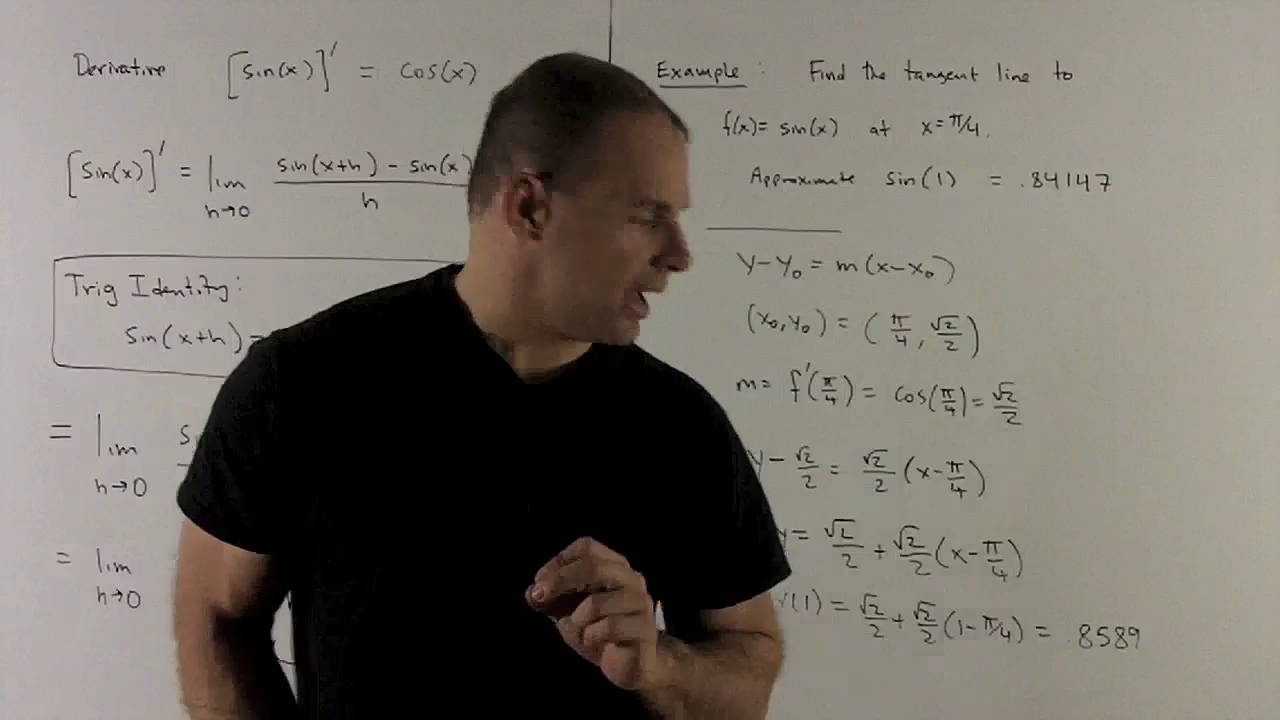 Derivative [sin(x)]' = cos(x)
[sin(x)]' = lim h→0 sin(x+h) - sin(x) / h
Trig Identity:
sin(x+h) =
= lim h→0
= lim h→0
Example: Find the tangent line to
f(x) = sin(x) at x = π/4.
Approximate sin(1) = .84147
y - y₀ = m(x - x₀)
(x₀, y₀) = (π/4, √2/2)
m = f'(π/4) = cos(π/4) = √2/2
y - √2/2 = √2/2 (x - π/4)
y = √2/2 + √2/2 (x - π/4)
y(1) = √2/2 + √2/2 (1 - π/4) = .8589